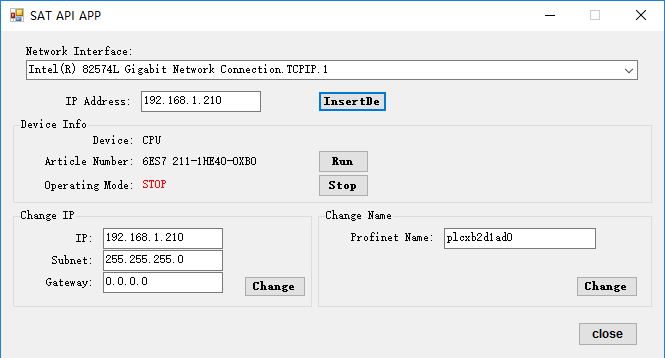 SAT API APP
Network Interface:
Intel(R) 82574L Gigabit Network Connection.TCPIP.1
IP Address: 192.168.1.210 InsertDe
Device Info
Device: CPU
Article Number: 6ES7 211-1HE40-0XB0 Run
Operating Mode: STOP Stop
Change IP
IP: 192.168.1.210
Subnet: 255.255.255.0
Gateway: 0.0.0.0 Change
Change Name
Profinet Name: plcxb2d1ad0
Change
close